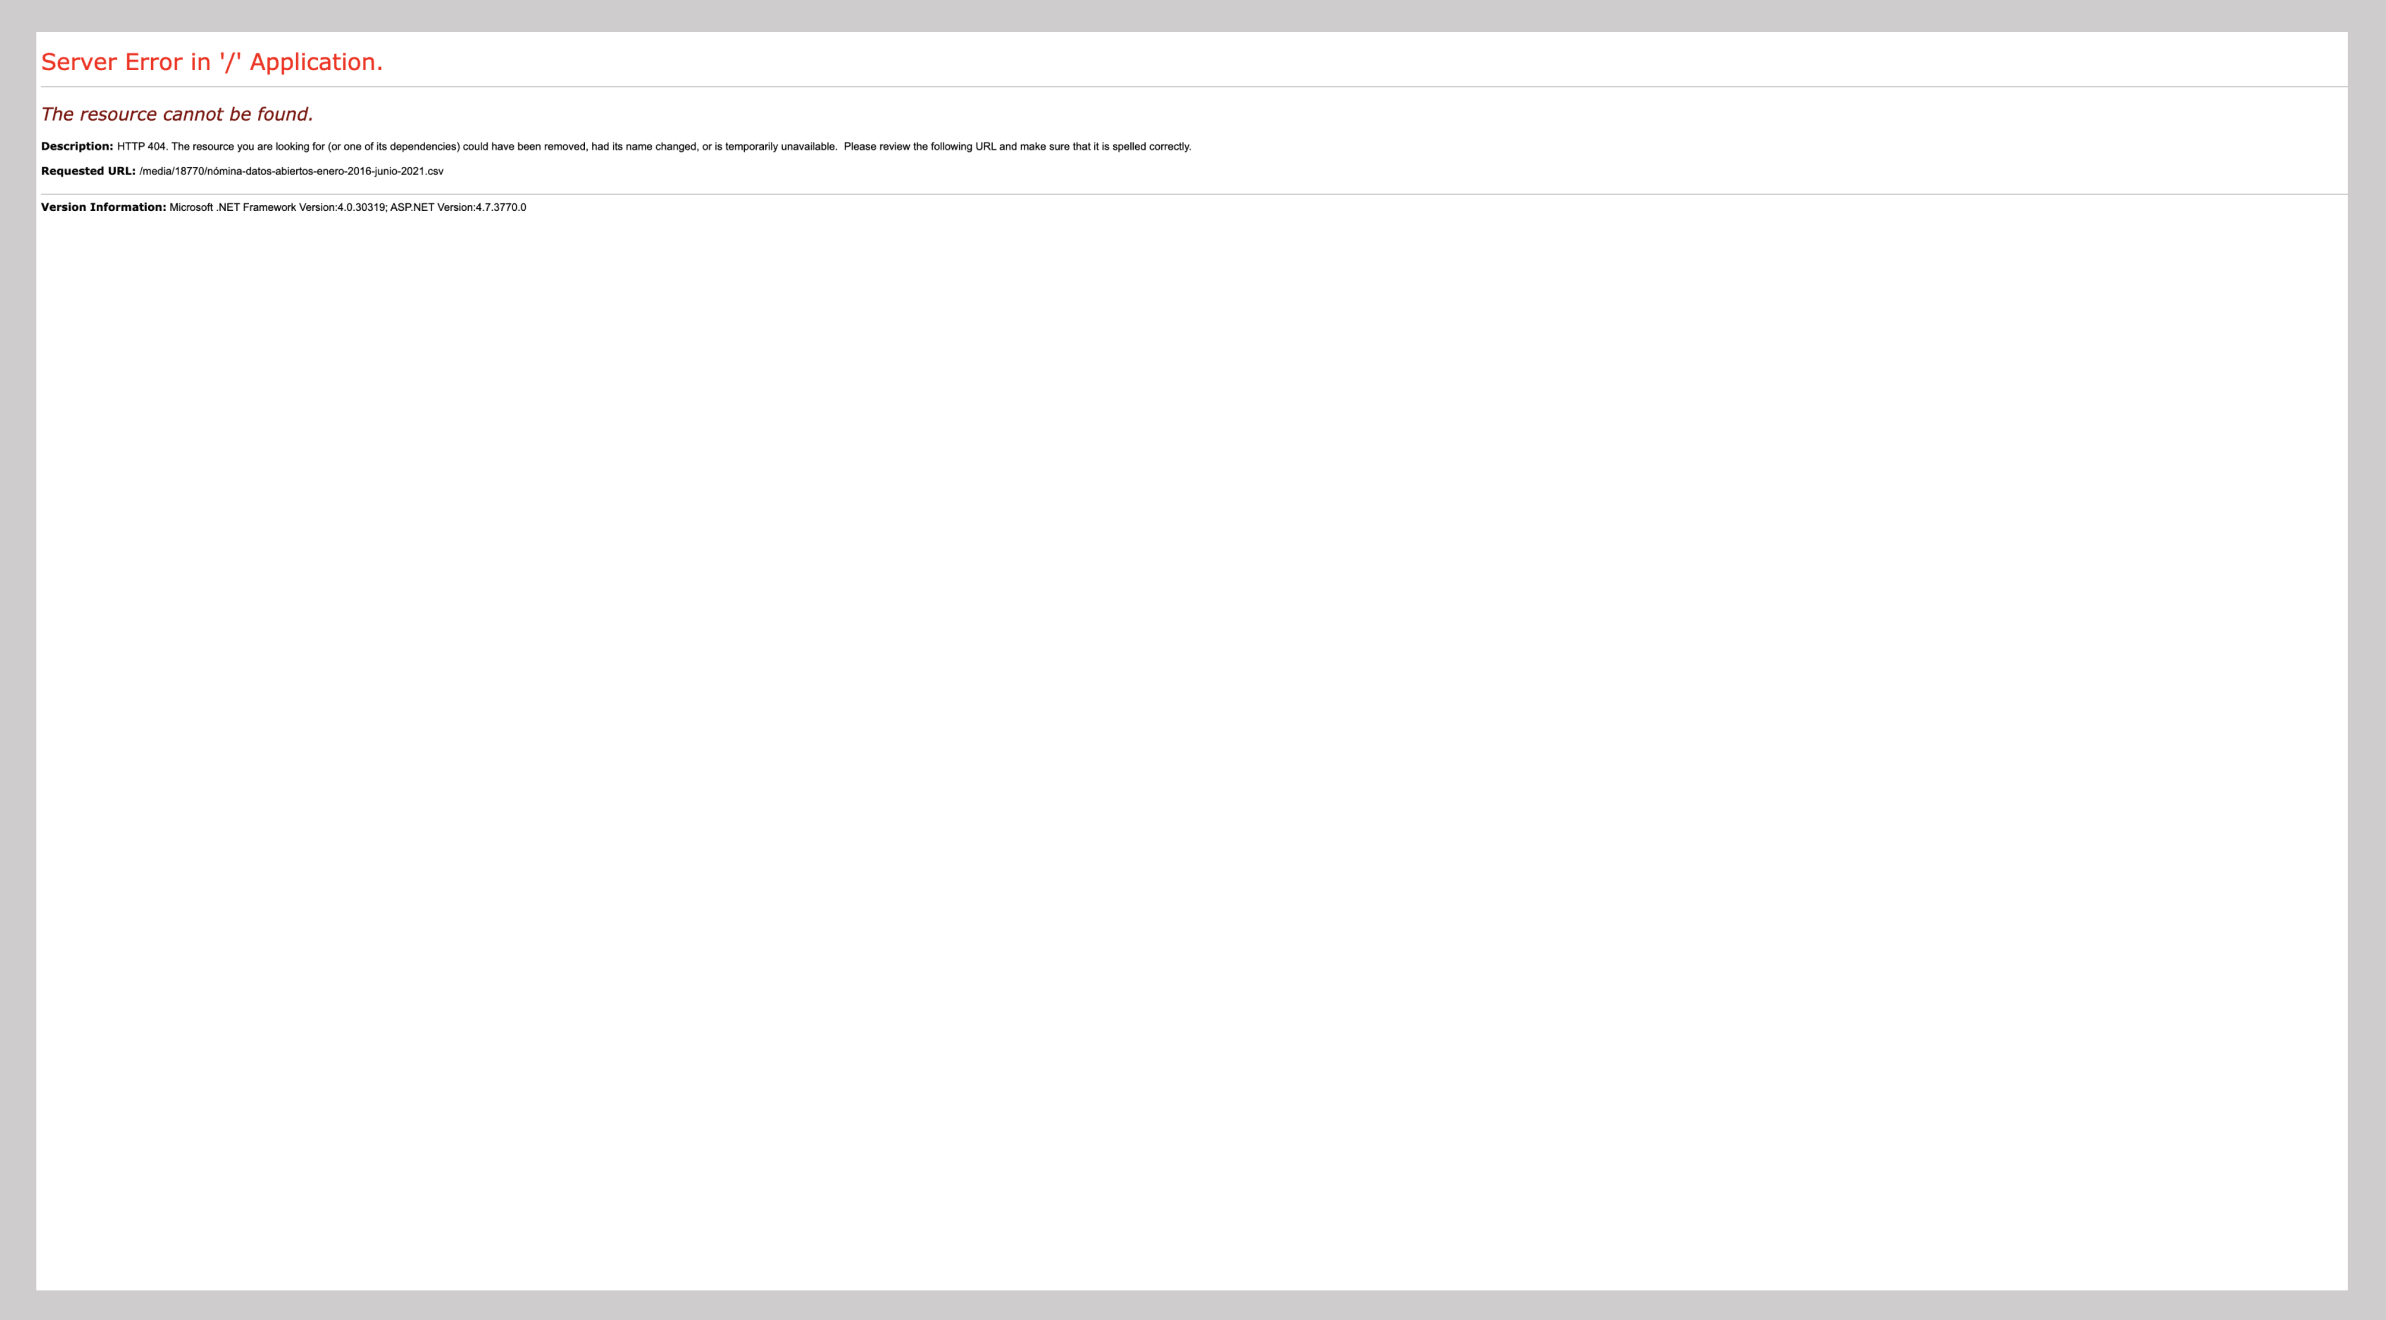 Server Error in '/' Application.
The resource cannot be found.
Description: HTTP 404. The resource you are looking for (or one of its dependencies) could have been removed, had its name changed, or is temporarily unavailable.  Please review the following URL and make sure that it is spelled correctly.
Requested URL: /media/18770/nómina-datos-abiertos-enero-2016-junio-2021.csv
Version Information: Microsoft .NET Framework Version:4.0.30319; ASP.NET Version:4.7.3770.0